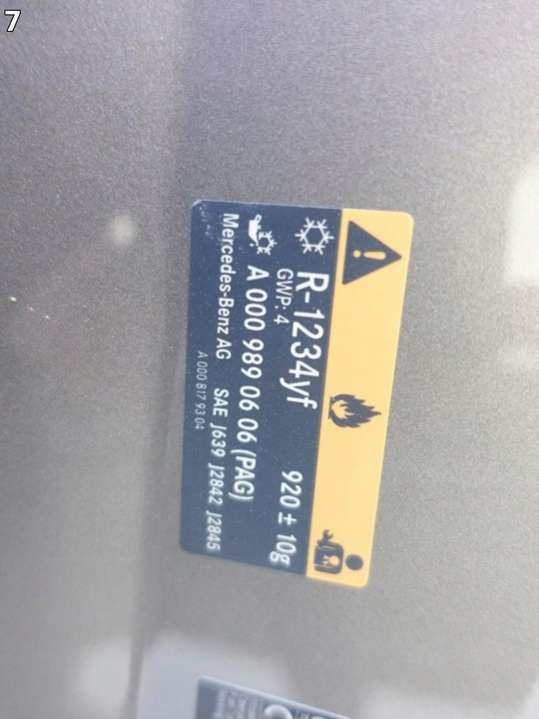 7
R-1234yf 920 ± 10g
GWP: 4
A 000 989 06 06 (PAG)
Mercedes-Benz AG SAE J639 J2842 J2845
A 000 817 93 04